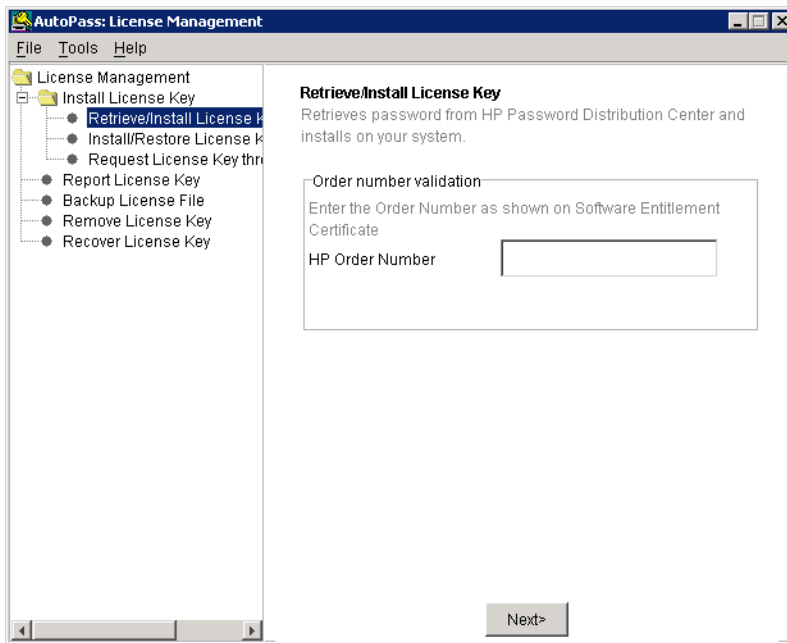 AutoPass: License Management
File Tools Help
License Management
Install License Key
Retrieve/Install License K
Install/Restore License K
Request License Key thro
Report License Key
Backup License File
Remove License Key
Recover License Key
Retrieve/Install License Key
Retrieves password from HP Password Distribution Center and
installs on your system.
Order number validation
Enter the Order Number as shown on Software Entitlement
Certificate
HP Order Number
Next>